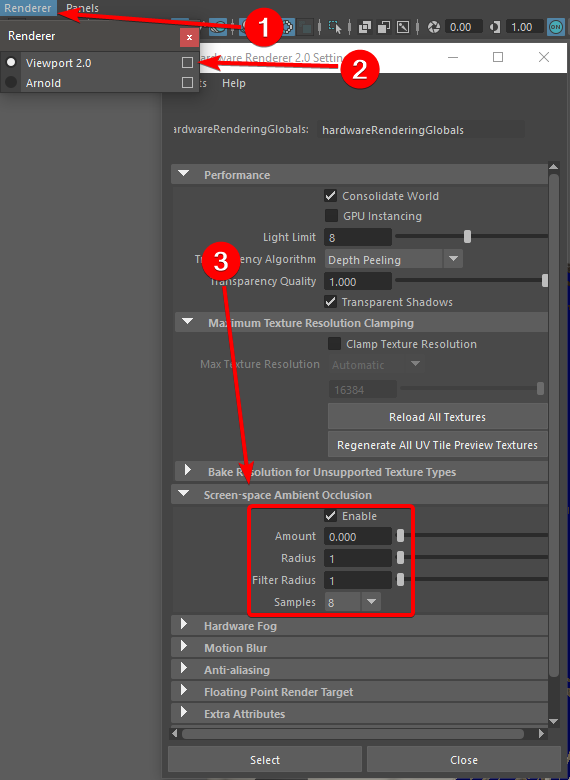 Renderer Panels
1
0.00 1.00 ON
Renderer x
2
Hardware Renderer 2.0 Settin
Viewport 2.0
Arnold
ts Help
ardwareRenderingGlobals: hardwareRenderingGlobals
Performance
Consolidate World
GPU Instancing
Light Limit 8
3
ency Algorithm Depth Peeling
Transparency Quality 1.000
Transparent Shadows
Maximum Texture Resolution Clamping
Clamp Texture Resolution
Max Texture Resolution Automatic
16384
Reload All Textures
Regenerate All UV Tile Preview Textures
Bake Resolution for Unsupported Texture Types
Screen-space Ambient Occlusion
Enable
Amount 0.000
Radius 1
Filter Radius 1
Samples 8
Hardware Fog
Motion Blur
Anti-aliasing
Floating Point Render Target
Extra Attributes
Select Close